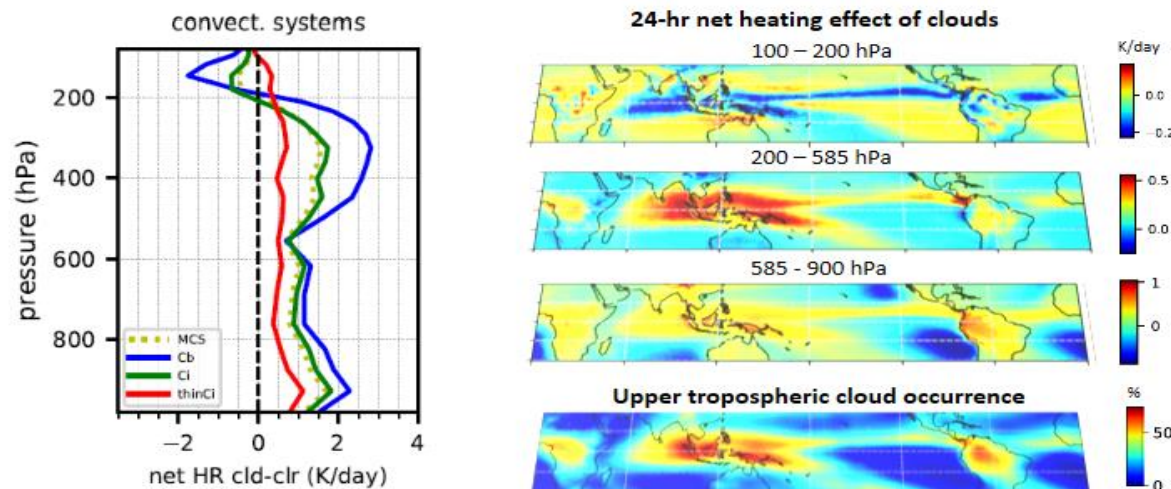 convect. systems
pressure (hPa)
200
400
600
800
MCS
Cb
Ci
thinCi
−2
0
2
4
net HR cld-clr (K/day)
24-hr net heating effect of clouds
100 – 200 hPa
K/day
0.0
−0.2
200 – 585 hPa
0.5
0.0
585 - 900 hPa
1
0
Upper tropospheric cloud occurrence
%
50
0